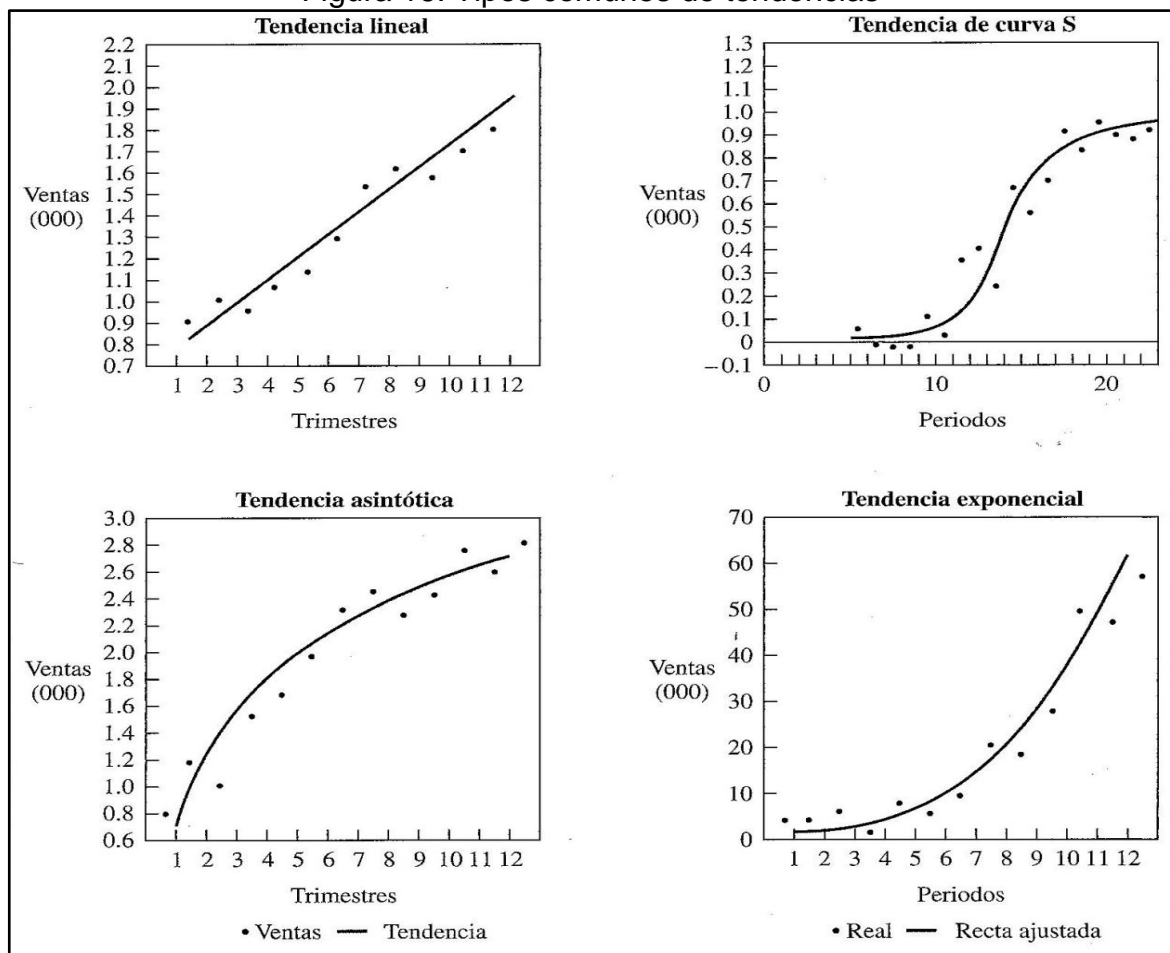 Figura Tipos comunes de tendencias
Tendencia lineal
2.2
2.1
2.0
1.9
1.8
1.7
1.6
1.5
1.4
1.3
1.2
1.1
1.0
0.9
0.8
0.7
Ventas
(000)
1 2 3 4 5 6 7 8 9 10 11 12
Trimestres
Tendencia de curva S
1.3
1.2
1.1
1.0
0.9
0.8
0.7
0.6
0.5
0.4
0.3
0.2
0.1
0
–0.1
Ventas
(000)
0 10 20
Periodos
Tendencia asintótica
3.0
2.8
2.6
2.4
2.2
2.0
1.8
1.6
1.4
1.2
1.0
0.8
0.6
Ventas
(000)
1 2 3 4 5 6 7 8 9 10 11 12
Trimestres
Ventas Tendencia
Tendencia exponencial
70
60
50
40
30
20
10
0
Ventas
(000)
1 2 3 4 5 6 7 8 9 10 11 12
Periodos
Real Recta ajustada